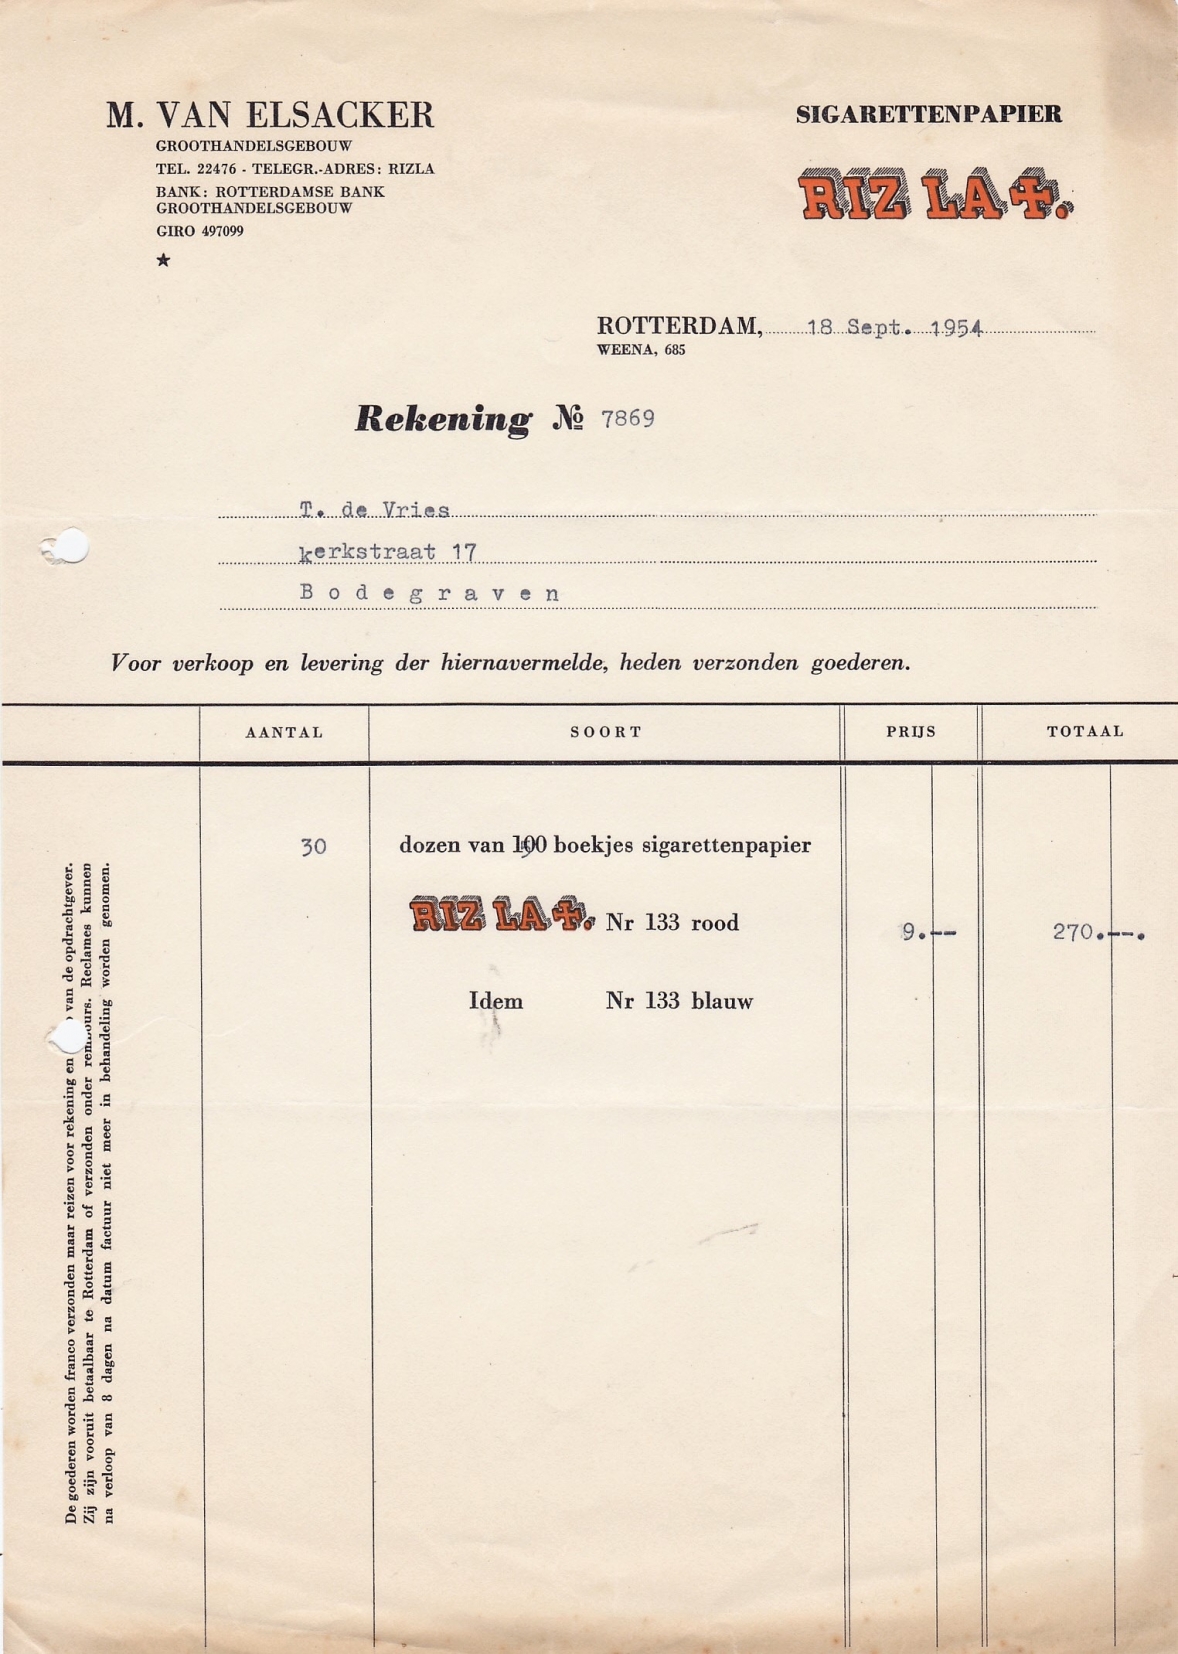 M. VAN ELSACKER
GROOTHANDELSGEBOUW
TEL. 22476 - TELEGR.-ADRES: RIZLA
BANK: ROTTERDAMSE BANK
GROOTHANDELSGEBOUW
GIRO 497099
SIGARETTENPAPIER
RIZ LA+.
ROTTERDAM, 18 Sept. 1954
WEENA, 685
Rekening № 7869
T. de Vries
kerkstraat 17
Bodegraven
Voor verkoop en levering der hiernavermelde, heden verzonden goederen.
AANTAL SOORT PRIJS TOTAAL
30 dozen van boekjes sigarettenpapier
RIZ LA+. Nr 133 rood 9.-- 270.--.
Idem Nr 133 blauw
De goederen worden franco verzonden maar reizen voor rekening en van de opdrachtgever.
Zij zijn vooruit betaalbaar te Rotterdam of verzonden onder rembours. Reclames kunnen
na verloop van 8 dagen na datum factuur niet meer in behandeling worden genomen.